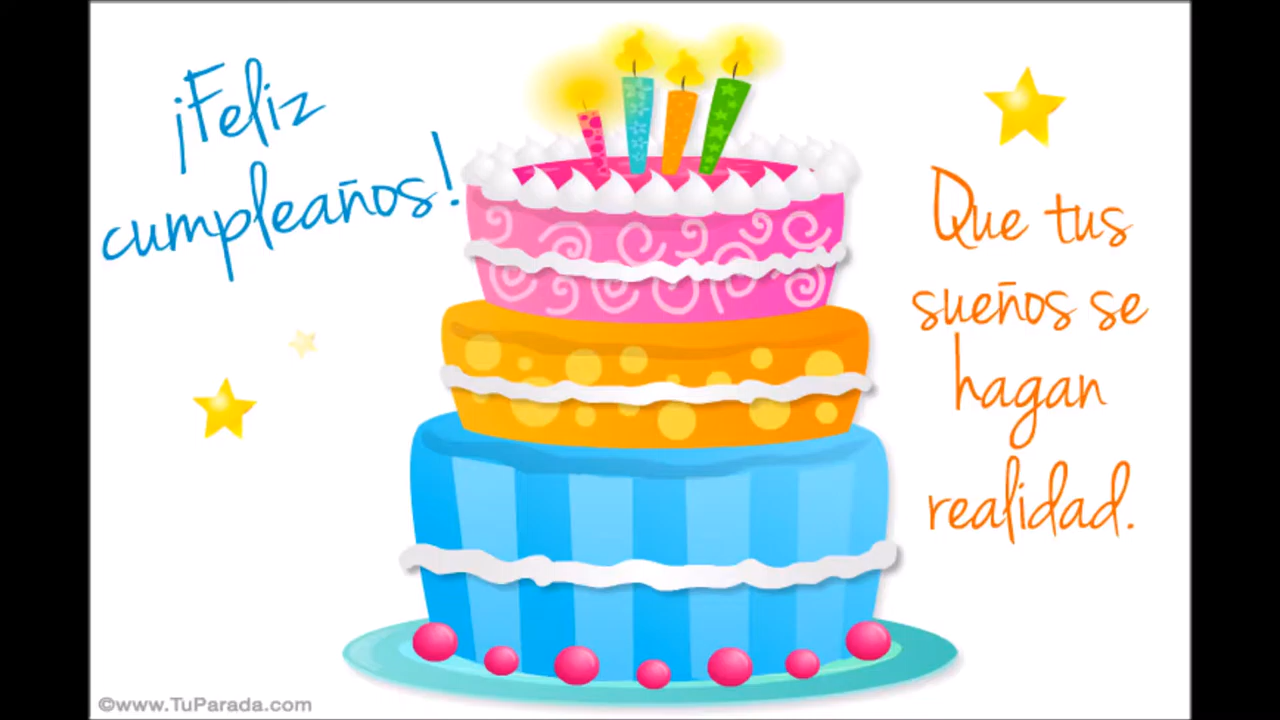 ¡Feliz
cumpleaños!
Que tus
sueños se
hagan
realidad.
©www.TuParada.com